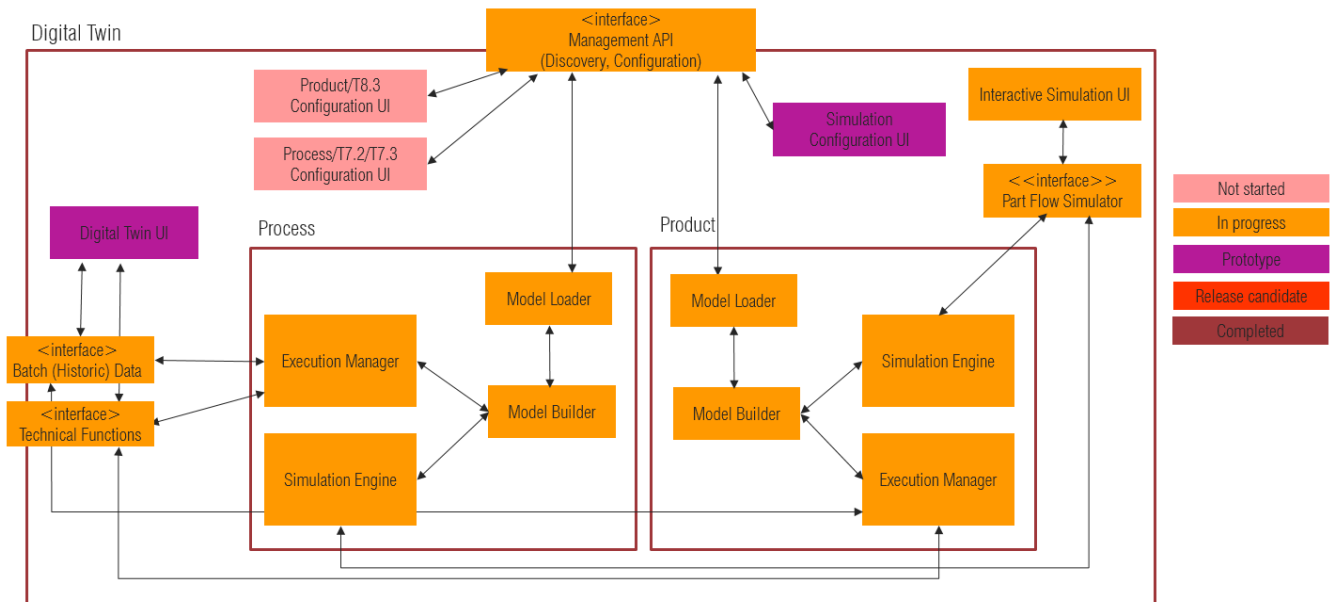 Digital Twin
<interface>
Management API
(Discovery, Configuration)
Product/T8.3
Configuration UI
Process/T7.2/T7.3
Configuration UI
Simulation
Configuration UI
Interactive Simulation UI
<<interface>>
Part Flow Simulator
Not started
In progress
Prototype
Release candidate
Completed
Digital Twin UI
<interface>
Batch (Historic) Data
<interface>
Technical Functions
Process
Model Loader
Execution Manager
Model Builder
Simulation Engine
Product
Model Loader
Simulation Engine
Model Builder
Execution Manager